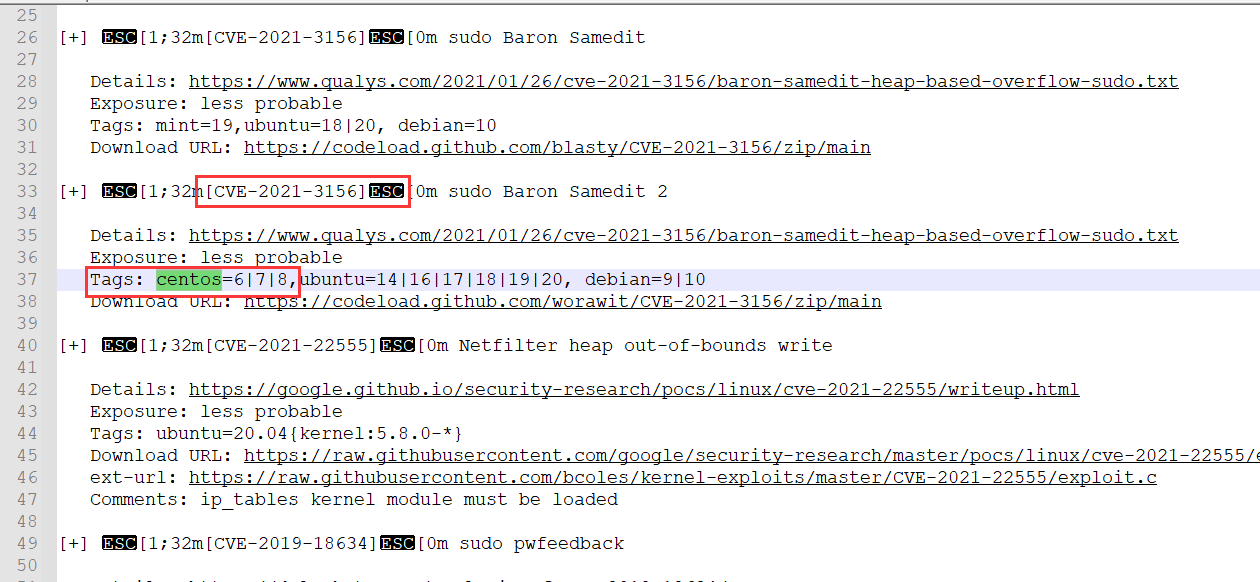 25
26 [+] ESC[1;32m[CVE-2021-3156]ESC[0m sudo Baron Samedit
27
28 Details: https://www.qualys.com/2021/01/26/cve-2021-3156/baron-samedit-heap-based-overflow-sudo.txt
29 Exposure: less probable
30 Tags: mint=19,ubuntu=18|20, debian=10
31 Download URL: https://codeload.github.com/blasty/CVE-2021-3156/zip/main
32
33 [+] ESC[1;32m[CVE-2021-3156]ESC[0m sudo Baron Samedit 2
34
35 Details: https://www.qualys.com/2021/01/26/cve-2021-3156/baron-samedit-heap-based-overflow-sudo.txt
36 Exposure: less probable
37 Tags: centos=6|7|8,ubuntu=14|16|17|18|19|20, debian=9|10
38 Download URL: https://codeload.github.com/worawit/CVE-2021-3156/zip/main
39
40 [+] ESC[1;32m[CVE-2021-22555]ESC[0m Netfilter heap out-of-bounds write
41
42 Details: https://google.github.io/security-research/pocs/linux/cve-2021-22555/writeup.html
43 Exposure: less probable
44 Tags: ubuntu=20.04{kernel:5.8.0-*}
45 Download URL: https://raw.githubusercontent.com/google/security-research/master/pocs/linux/cve-2021-22555/e
46 ext-url: https://raw.githubusercontent.com/bcoles/kernel-exploits/master/CVE-2021-22555/exploit.c
47 Comments: ip_tables kernel module must be loaded
48
49 [+] ESC[1;32m[CVE-2019-18634]ESC[0m sudo pwfeedback
50